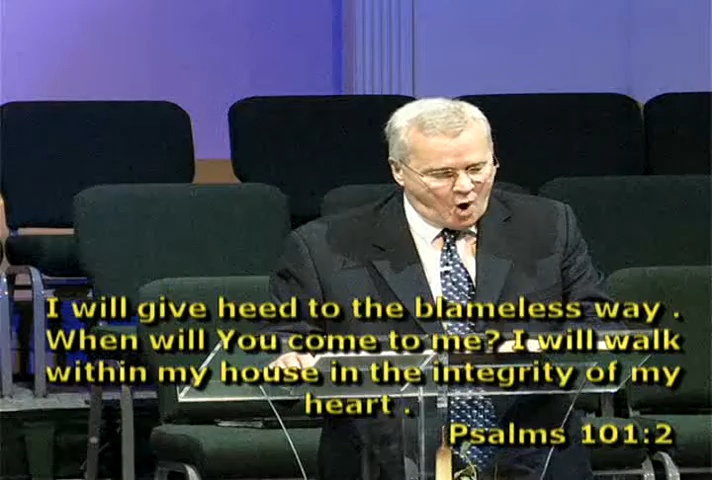 I will give heed to the blameless way .
When will You come to me? I will walk
within my house in the integrity of my
heart .
Psalms 101:2